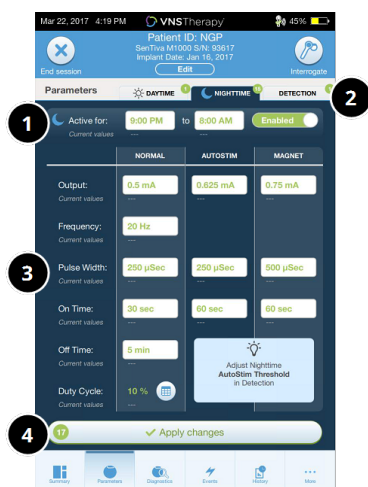 Mar 22, 2017 4:19 PM VNSTherapy® 45%
Patient ID: NGP
SenTiva M1000 S/N: 93617
Implant Date: Jan 16, 2017
End session Edit Interrogate
Parameters DAYTIME 1 NIGHTTIME DETECTION
2
1
Active for: 9:00 PM to 8:00 AM Enabled
Current values --- ---
NORMAL AUTOSTIM MAGNET
Output: 0.5 mA 0.625 mA 0.75 mA
Current values --- --- ---
Frequency: 20 Hz
Current values ---
3
Pulse Width: 250 µSec 250 µSec 500 µSec
Current values --- --- ---
On Time: 30 sec 60 sec 60 sec
Current values --- --- ---
Off Time: 5 min
Current values ---
Adjust Nighttime
AutoStim Threshold
in Detection
Duty Cycle: 10 %
Current values ---
4
17 Apply changes
Summary Parameters Diagnostics Events History More